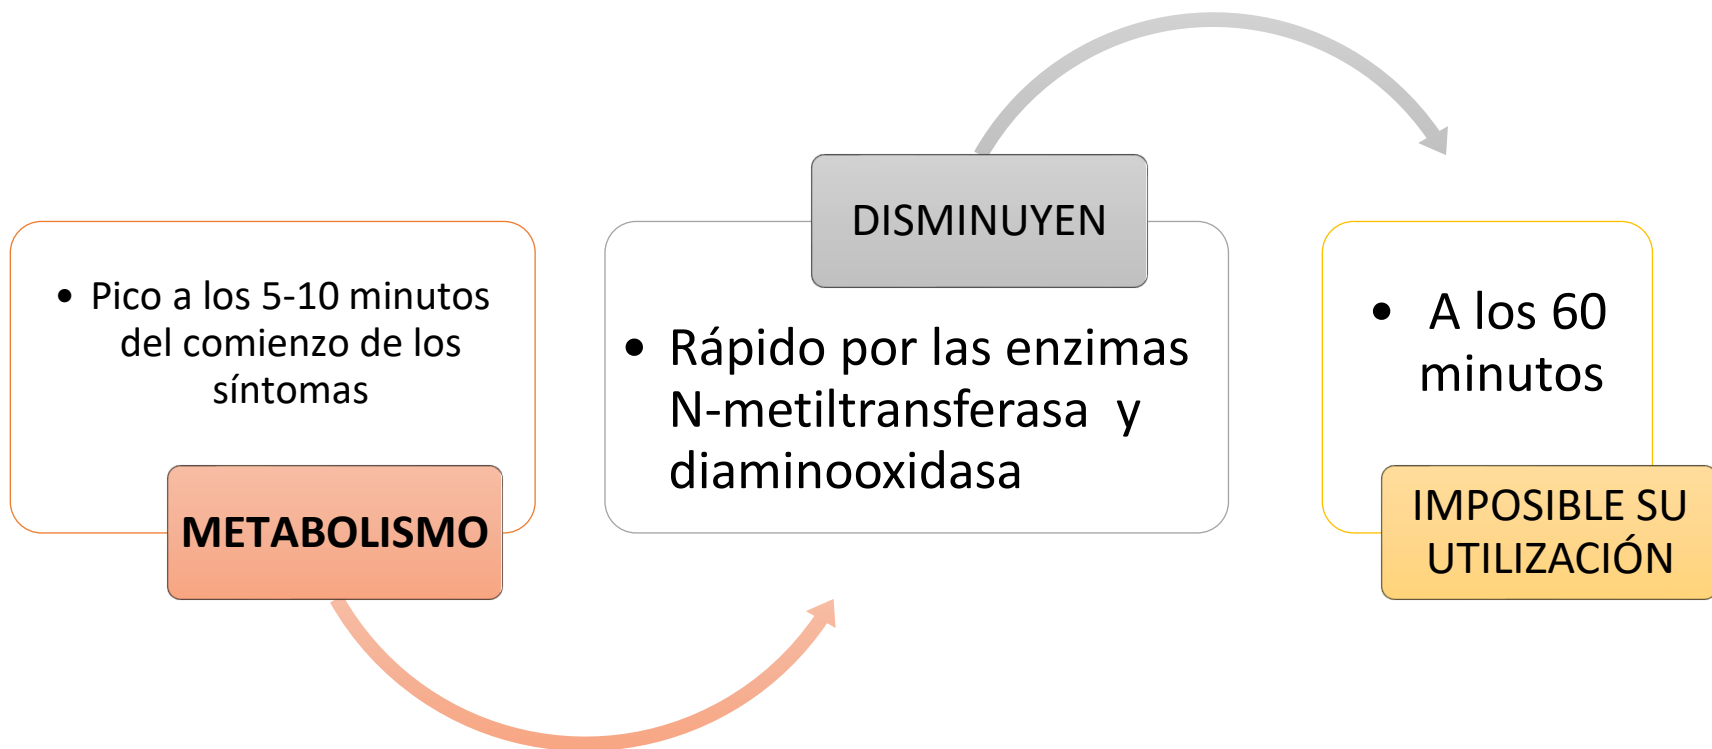 • Pico a los 5-10 minutos
del comienzo de los
síntomas
METABOLISMO
DISMINUYEN
• Rápido por las enzimas
N-metiltransferasa y
diaminooxidasa
• A los 60
minutos
IMPOSIBLE SU
UTILIZACIÓN